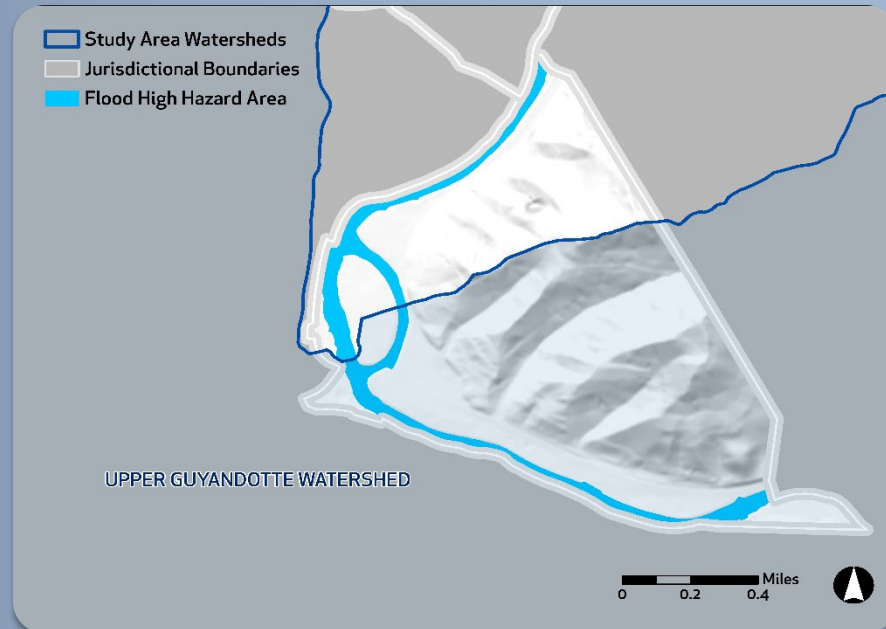 Study Area Watersheds
Jurisdictional Boundaries
Flood High Hazard Area
UPPER GUYANDOTTE WATERSHED
Miles
0 0.2 0.4